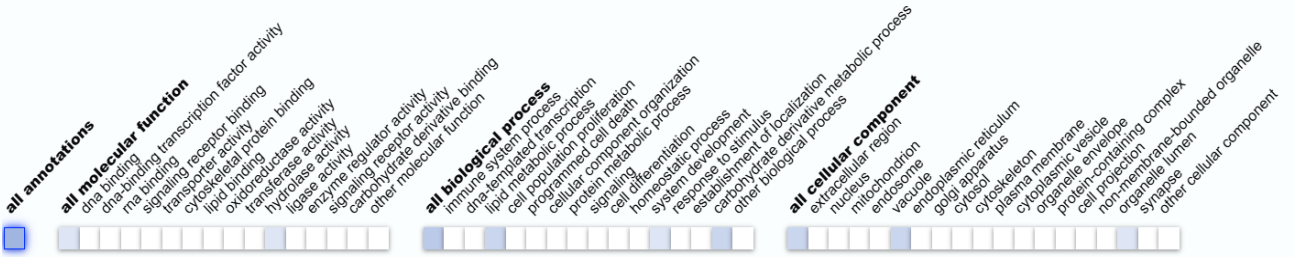 all annotations
all molecular function
dna binding
dna-binding transcription factor activity
rna binding
signaling receptor binding
transporter activity
cytoskeletal protein binding
lipid binding
oxidoreductase activity
transferase activity
hydrolase activity
ligase activity
enzyme regulator activity
signaling receptor activity
carbohydrate derivative binding
other molecular function
all biological process
immune system process
dna-templated transcription
lipid metabolic process
cell population proliferation
programmed cell death
cellular component organization
protein metabolic process
signaling
cell differentiation
homeostatic process
system development
response to stimulus
establishment of localization
carbohydrate derivative metabolic process
other biological process
all cellular component
extracellular region
nucleus
mitochondrion
endosome
vacuole
endoplasmic reticulum
golgi apparatus
cytosol
cytoskeleton
plasma membrane
cytoplasmic vesicle
organelle envelope
protein-containing complex
cell projection
non-membrane-bounded organelle
organelle lumen
synapse
other cellular component